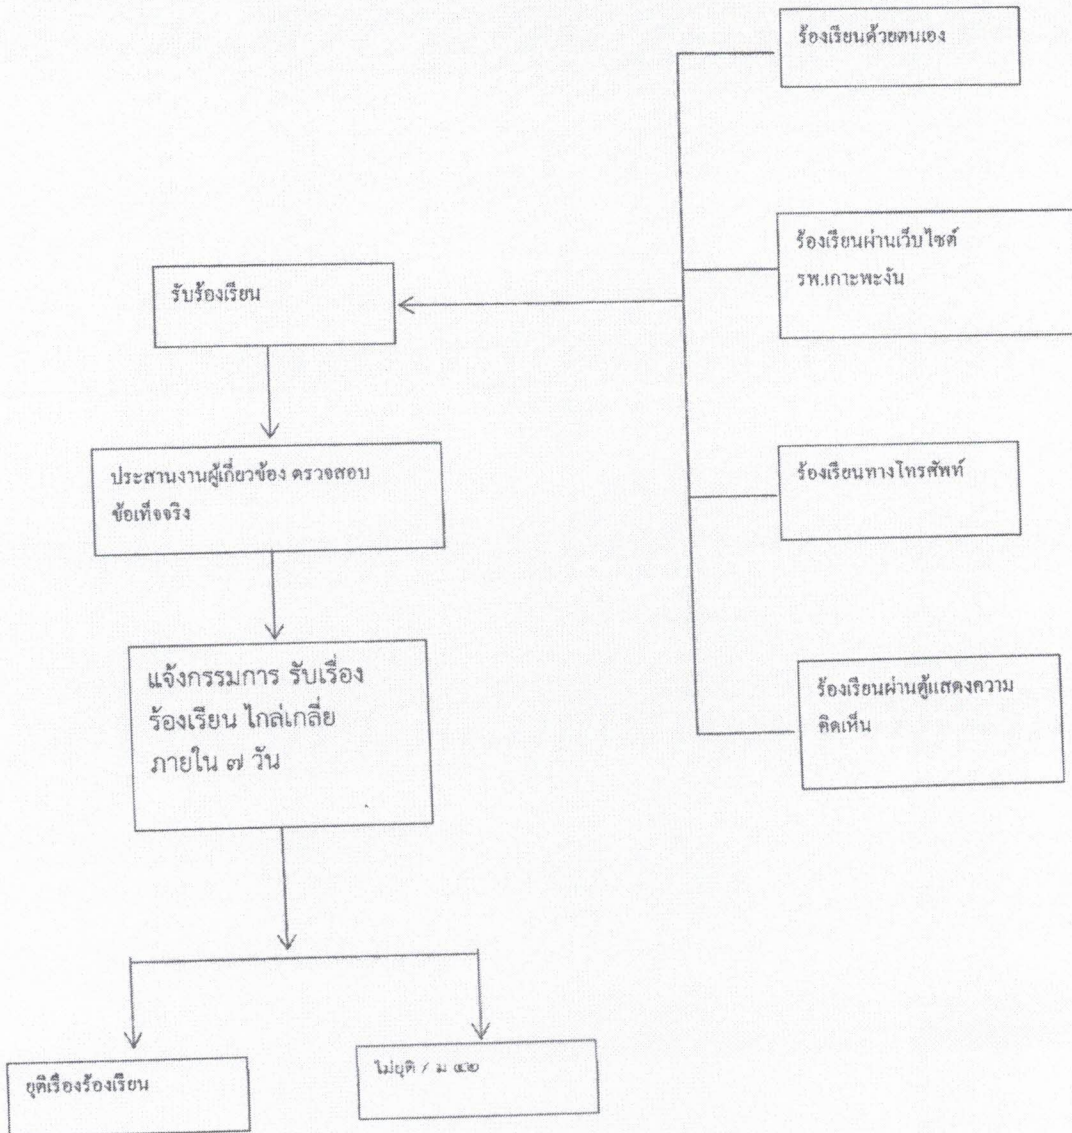 ร้องเรียนด้วยตนเอง
ร้องเรียนผ่านเว็บไซต์
รพ.เกาะพะงัน
รับร้องเรียน
ร้องเรียนทางโทรศัพท์
ประสานงานผู้เกี่ยวข้อง ตรวจสอบ
ข้อเท็จจริง
แจ้งกรรมการ รับเรื่อง
ร้องเรียน ไกล่เกลี่ย
ภายใน ๗ วัน
ร้องเรียนผ่านตู้แสดงความ
คิดเห็น
ยุติเรื่องร้องเรียน
ไม่ยุติ / ม